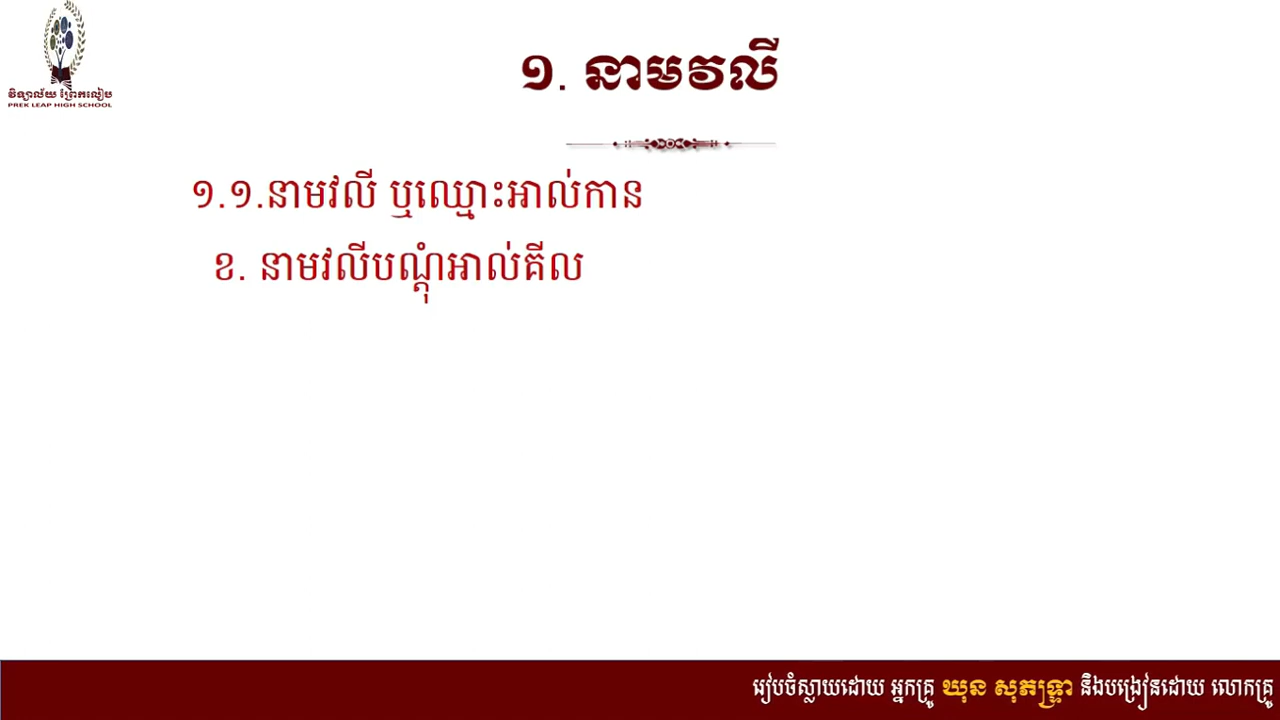 វិទ្យាល័យ ព្រែកលៀប
PREK LEAP HIGH SCHOOL
១. នាមវលី
១.១.នាមវលី ឬឈ្មោះអាល់កាន
ខ. នាមវលីបណ្តុំអាល់គីល
រៀបចំស្លាយដោយ អ្នកគ្រូ ឃុន សុភន្ទ្រា និងបង្រៀនដោយ លោកគ្រូ